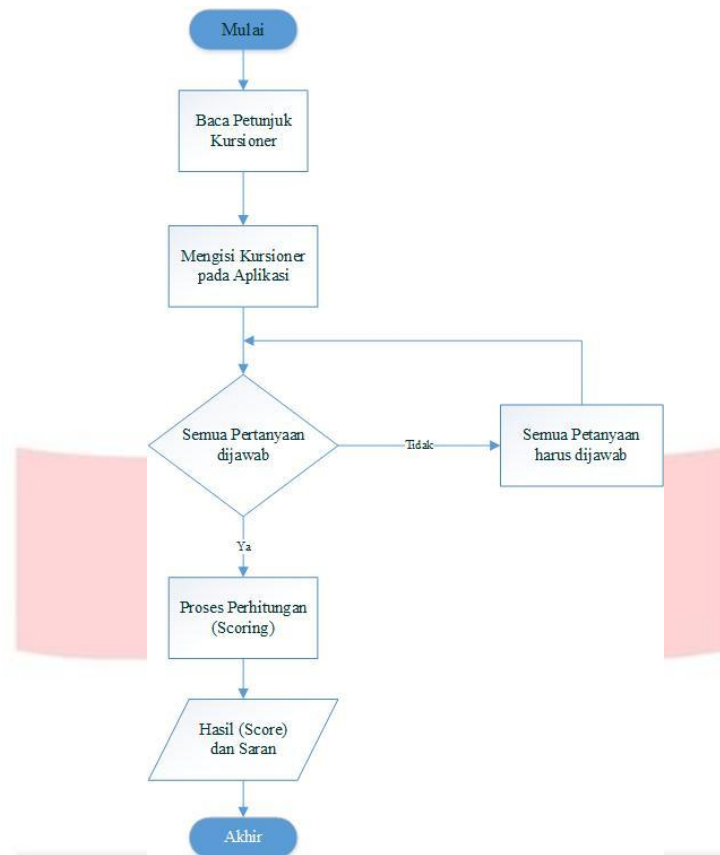 Mulai
Baca Petunjuk
Kursioner
Mengisi Kursioner
pada Aplikasi
Semua Pertanyaan
dijawab
Tidak
Semua Petanyaan
harus dijawab
Ya
Proses Perhitungan
(Scoring)
Hasil (Score)
dan Saran
Akhir